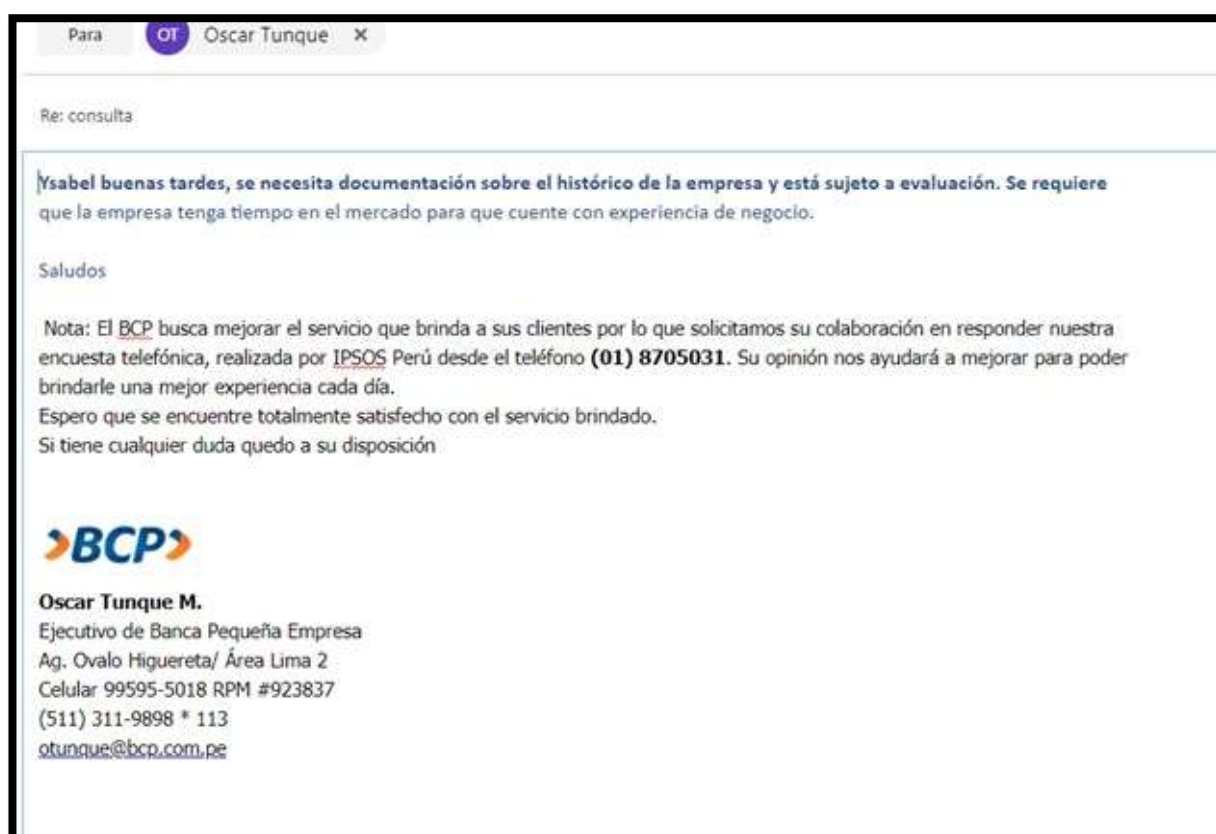 Para OT Oscar Tunque ×
Re: consulta
Ysabel buenas tardes, se necesita documentación sobre el histórico de la empresa y está sujeto a evaluación. Se requiere
que la empresa tenga tiempo en el mercado para que cuente con experiencia de negocio.
Saludos
Nota: El BCP busca mejorar el servicio que brinda a sus clientes por lo que solicitamos su colaboración en responder nuestra
encuesta telefónica, realizada por IPSOS Perú desde el teléfono (01) 8705031. Su opinión nos ayudará a mejorar para poder
brindarle una mejor experiencia cada día.
Espero que se encuentre totalmente satisfecho con el servicio brindado.
Si tiene cualquier duda quedo a su disposición
BCP
Oscar Tunque M.
Ejecutivo de Banca Pequeña Empresa
Ag. Ovalo Higuereta/ Área Lima 2
Celular 99595-5018 RPM #923837
(511) 311-9898 * 113
otunque@bcp.com.pe